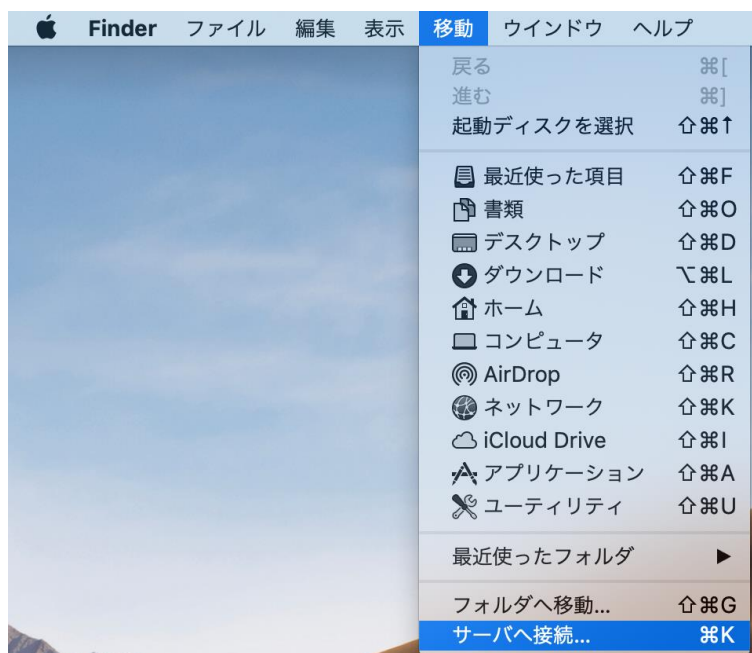 Finder ファイル 編集 表示 移動 ウインドウ ヘルプ
戻る ⌘[
進む ⌘]
起動ディスクを選択 ⇧⌘↑
最近使った項目 ⇧⌘F
書類 ⇧⌘O
デスクトップ ⇧⌘D
ダウンロード ⌥⌘L
ホーム ⇧⌘H
コンピュータ ⇧⌘C
AirDrop ⇧⌘R
ネットワーク ⇧⌘K
iCloud Drive ⇧⌘I
アプリケーション ⇧⌘A
ユーティリティ ⇧⌘U
最近使ったフォルダ ▶
フォルダへ移動... ⇧⌘G
サーバへ接続... ⌘K